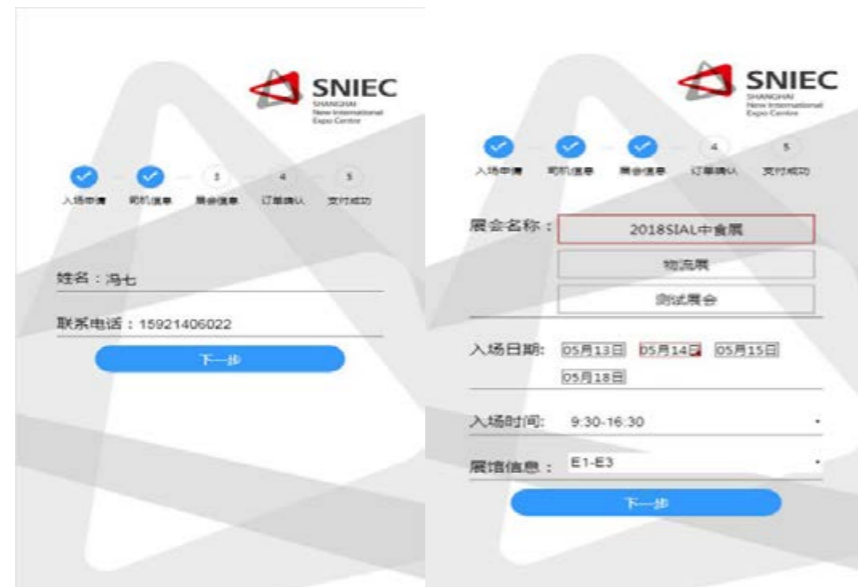 SNIEC
SHANGHAI
New International
Expo Centre
3 4 5
入场申请 司机信息 展会信息 订单确认 支付成功
姓名：冯七
联系电话：15921406022
下一步
SNIEC
SHANGHAI
New International
Expo Centre
4 5
入场申请 司机信息 展会信息 订单确认 支付成功
展会名称： 2018SIAL中食展
物流展
测试展会
入场日期: 05月13日 05月14日 05月15日
05月18日
入场时间: 9:30-16:30
展馆信息： E1-E3
下一步